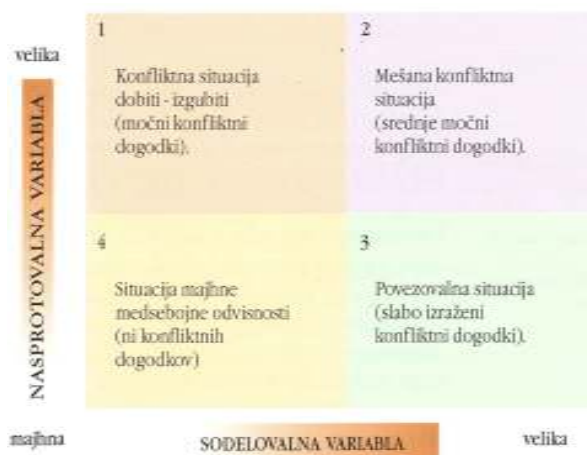 velika
NASPROTOVALNA VARIABLA
1
Konfliktna situacija
dobiti - izgubiti
(močni konfliktni
dogodki).
2
Mešana konfliktna
situacija
(srednje močni
konfliktni dogodki).
4
Situacija majhne
medsebojne odvisnosti
(ni konfliktnih
dogodkov)
3
Povezovalna situacija
(slabo izraženi
konfliktni dogodki).
majhna
SODELOVALNA VARIABLA
velika